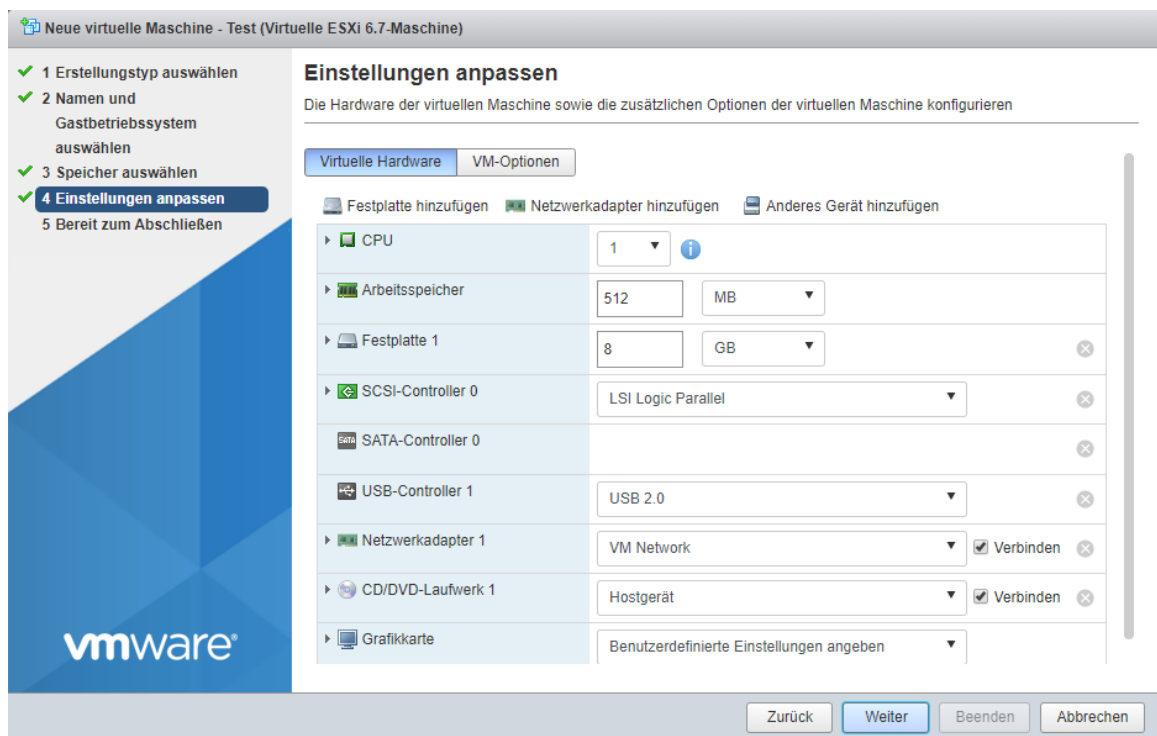 Neue virtuelle Maschine - Test (Virtuelle ESXi 6.7-Maschine)
1 Erstellungstyp auswählen
2 Namen und
Gastbetriebssystem
auswählen
3 Speicher auswählen
4 Einstellungen anpassen
5 Bereit zum Abschließen
vmware®
Einstellungen anpassen
Die Hardware der virtuellen Maschine sowie die zusätzlichen Optionen der virtuellen Maschine konfigurieren
Virtuelle Hardware VM-Optionen
Festplatte hinzufügen Netzwerkadapter hinzufügen Anderes Gerät hinzufügen
CPU 1
Arbeitsspeicher 512 MB
Festplatte 1 8 GB
SCSI-Controller 0 LSI Logic Parallel
SATA SATA-Controller 0
USB-Controller 1 USB 2.0
Netzwerkadapter 1 VM Network Verbinden
CD/DVD-Laufwerk 1 Hostgerät Verbinden
Grafikkarte Benutzerdefinierte Einstellungen angeben
Zurück Weiter Beenden Abbrechen